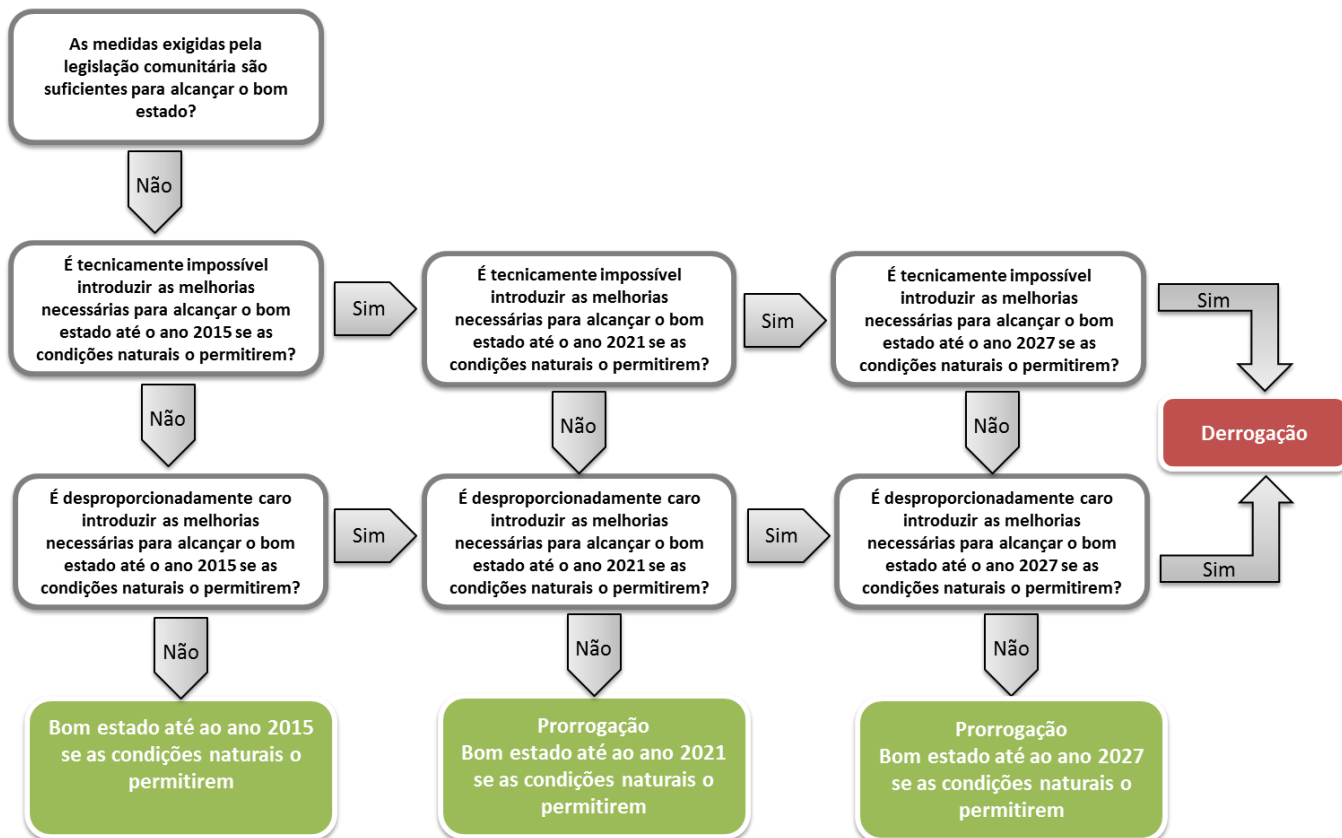 As medidas exigidas pela
legislação comunitária são
suficientes para alcançar o bom
estado?
Não
É tecnicamente impossível
introduzir as melhorias
necessárias para alcançar o bom
estado até o ano 2015 se as
condições naturais o permitirem?
Sim
É tecnicamente impossível
introduzir as melhorias
necessárias para alcançar o bom
estado até o ano 2021 se as
condições naturais o permitirem?
Sim
É tecnicamente impossível
introduzir as melhorias
necessárias para alcançar o bom
estado até o ano 2027 se as
condições naturais o permitirem?
Sim
Não
Não
Não
Derrogação
É desproporcionadamente caro
introduzir as melhorias
necessárias para alcançar o bom
estado até o ano 2015 se as
condições naturais o permitirem?
Sim
É desproporcionadamente caro
introduzir as melhorias
necessárias para alcançar o bom
estado até o ano 2021 se as
condições naturais o permitirem?
Sim
É desproporcionadamente caro
introduzir as melhorias
necessárias para alcançar o bom
estado até o ano 2027 se as
condições naturais o permitirem?
Sim
Não
Não
Não
Bom estado até ao ano 2015
se as condições naturais o
permitirem
Prorrogação
Bom estado até ao ano 2021
se as condições naturais o
permitirem
Prorrogação
Bom estado até ao ano 2027
se as condições naturais o
permitirem